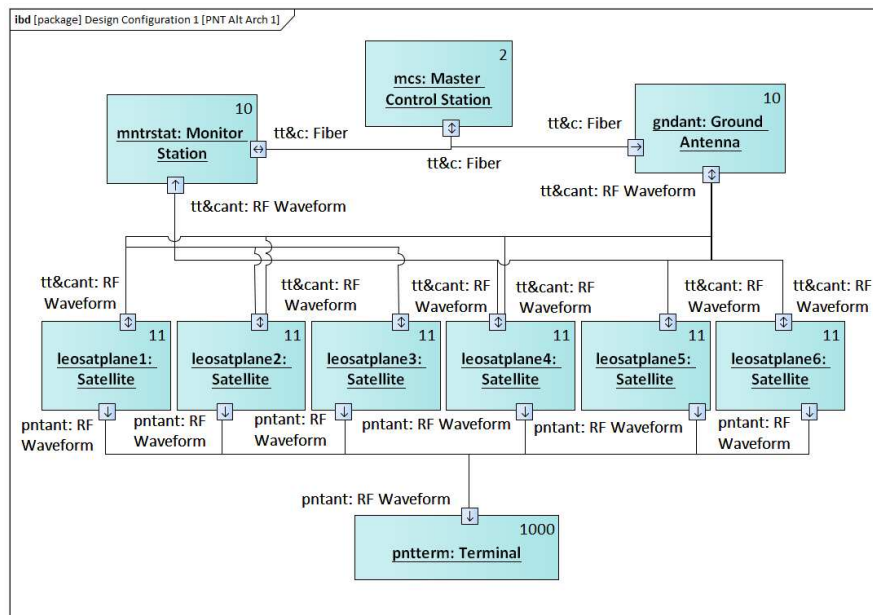 ibd [package] Design Configuration 1 [PNT Alt Arch 1]
2
mcs: Master
Control Station
10
mntrstat: Monitor
Station
10
gndant: Ground
Antenna
tt&c: Fiber
tt&c: Fiber
tt&c: Fiber
tt&cant: RF Waveform
tt&cant: RF Waveform
tt&cant: RF
Waveform
tt&cant: RF
Waveform
tt&cant: RF
Waveform
tt&cant: RF
Waveform
tt&cant: RF
Waveform
tt&cant: RF
Waveform
11
leosatplane1:
Satellite
11
leosatplane2:
Satellite
11
leosatplane3:
Satellite
11
leosatplane4:
Satellite
11
leosatplane5:
Satellite
11
leosatplane6:
Satellite
pntant: RF
Waveform
pntant: RF
Waveform
pntant: RF
Waveform
pntant: RF Waveform
pntant: RF Waveform
pntant: RF
Waveform
pntant: RF Waveform
1000
pntterm: Terminal